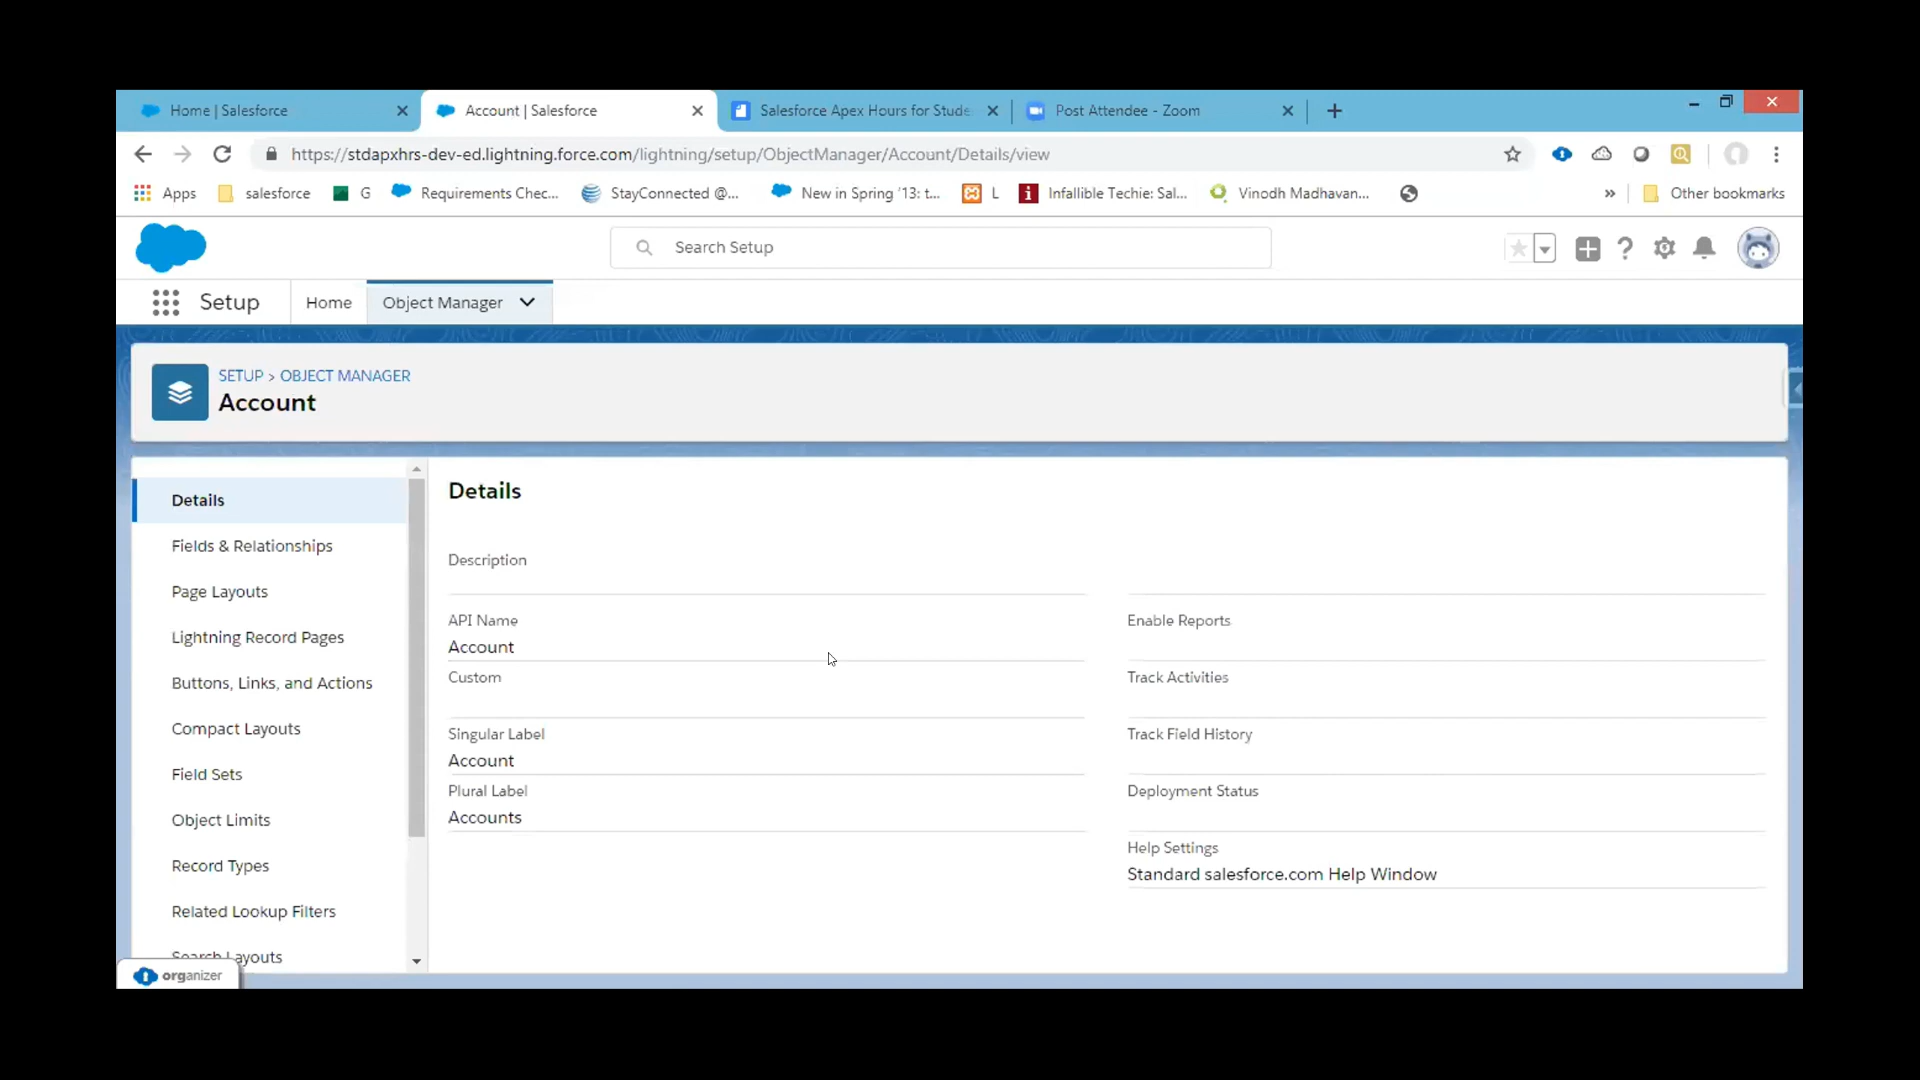 Home | Salesforce
Account | Salesforce
Salesforce Apex Hours for Stude
Post Attendee - Zoom
https://stdapxhrs-dev-ed.lightning.force.com/lightning/setup/ObjectManager/Account/Details/view
Apps
salesforce
G
Requirements Chec...
StayConnected @...
New in Spring '13: t...
L
Infallible Techie: Sal...
Vinodh Madhavan...
»
Other bookmarks
Search Setup
Setup
Home
Object Manager
SETUP > OBJECT MANAGER
Account
Details
Fields & Relationships
Page Layouts
Lightning Record Pages
Buttons, Links, and Actions
Compact Layouts
Field Sets
Object Limits
Record Types
Related Lookup Filters
Search Layouts
organizer
Details
Description
API Name
Account
Custom
Singular Label
Account
Plural Label
Accounts
Enable Reports
Track Activities
Track Field History
Deployment Status
Help Settings
Standard salesforce.com Help Window